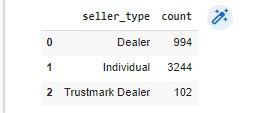 seller_type count
0 Dealer 994
1 Individual 3244
2 Trustmark Dealer 102